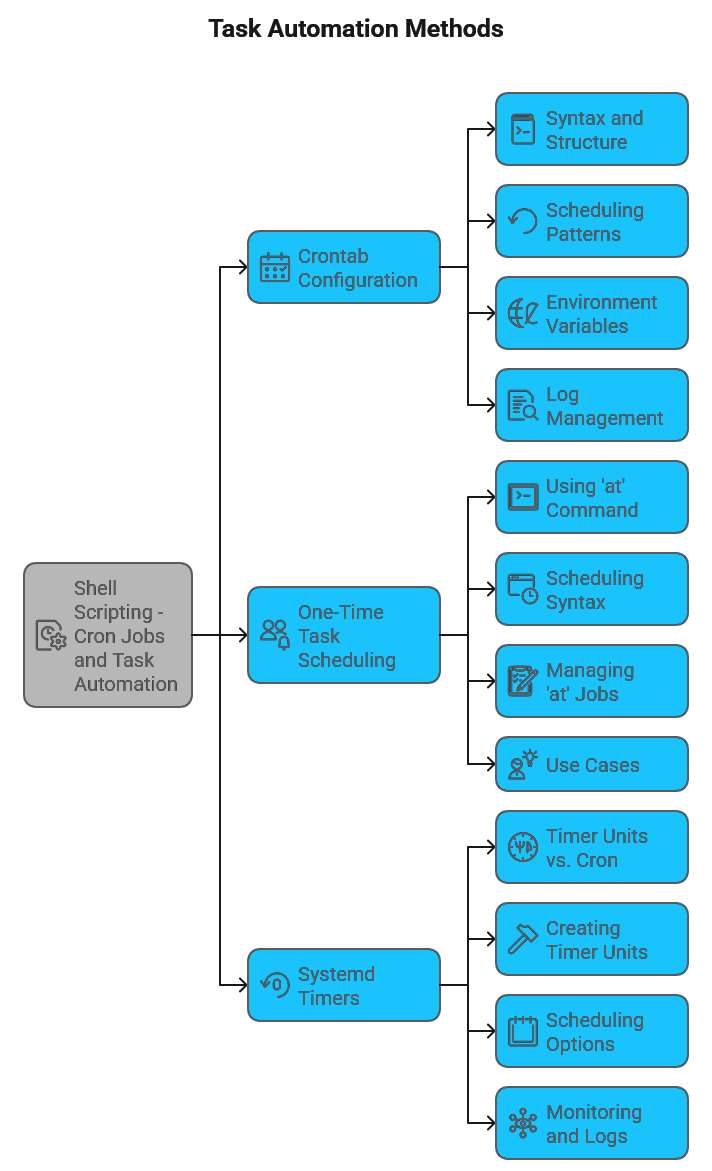 Task Automation Methods
Shell
Scripting -
Cron Jobs
and Task
Automation
Crontab
Configuration
Syntax and
Structure
Scheduling
Patterns
Environment
Variables
Log
Management
One-Time
Task
Scheduling
Using 'at'
Command
Scheduling
Syntax
Managing
'at' Jobs
Use Cases
Systemd
Timers
Timer Units
vs. Cron
Creating
Timer Units
Scheduling
Options
Monitoring
and Logs